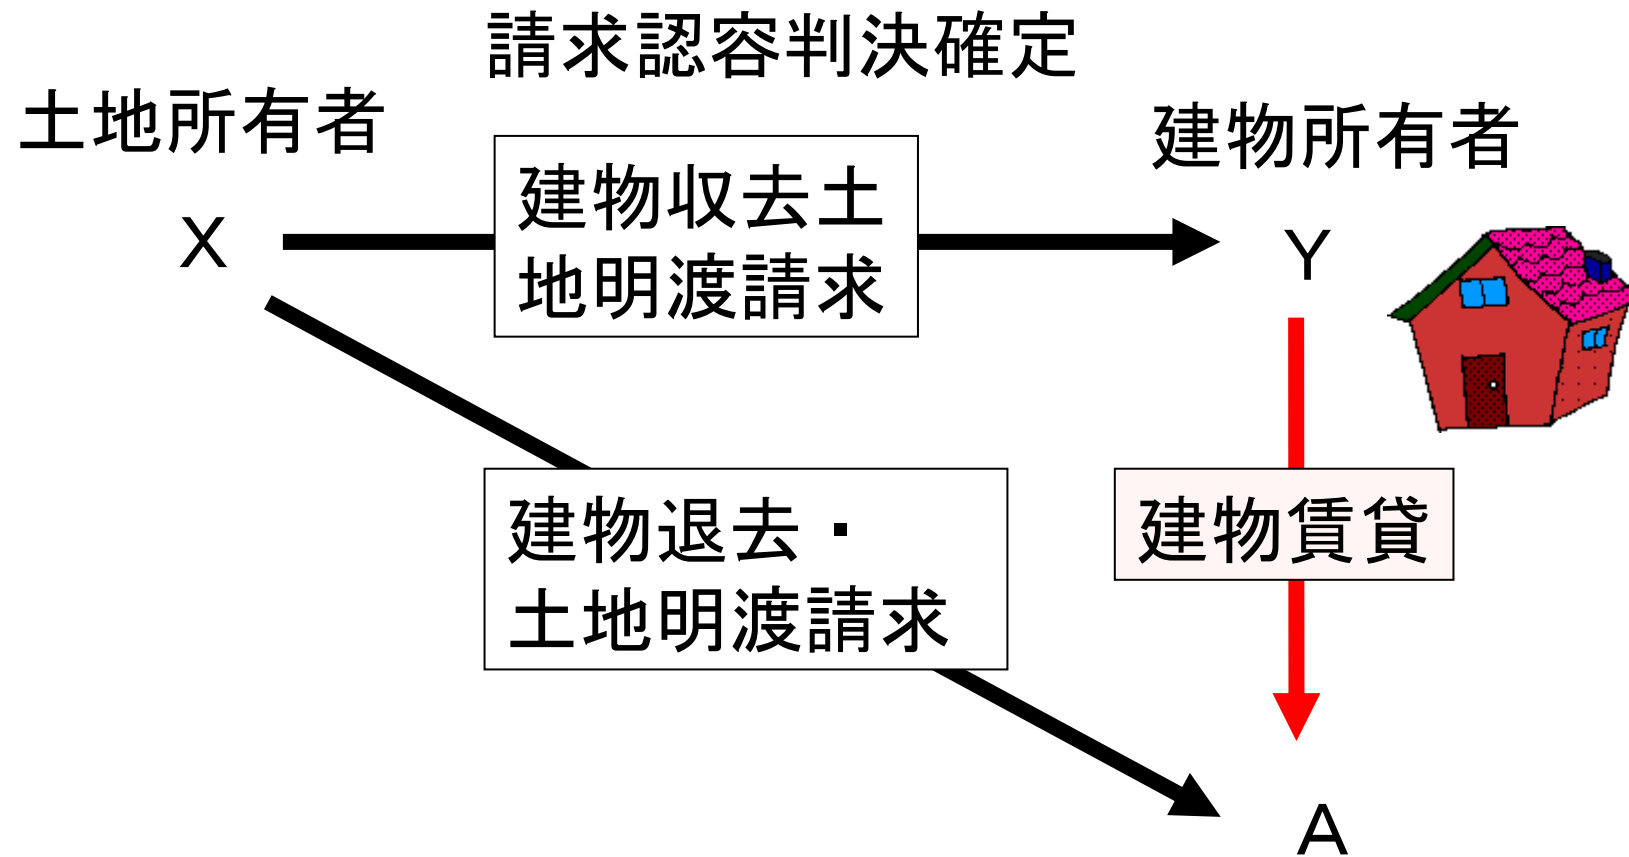 請求認容判決確定
土地所有者
建物所有者
建物収去土
地明渡請求
X
Y
建物退去・
土地明渡請求
建物賃貸
A